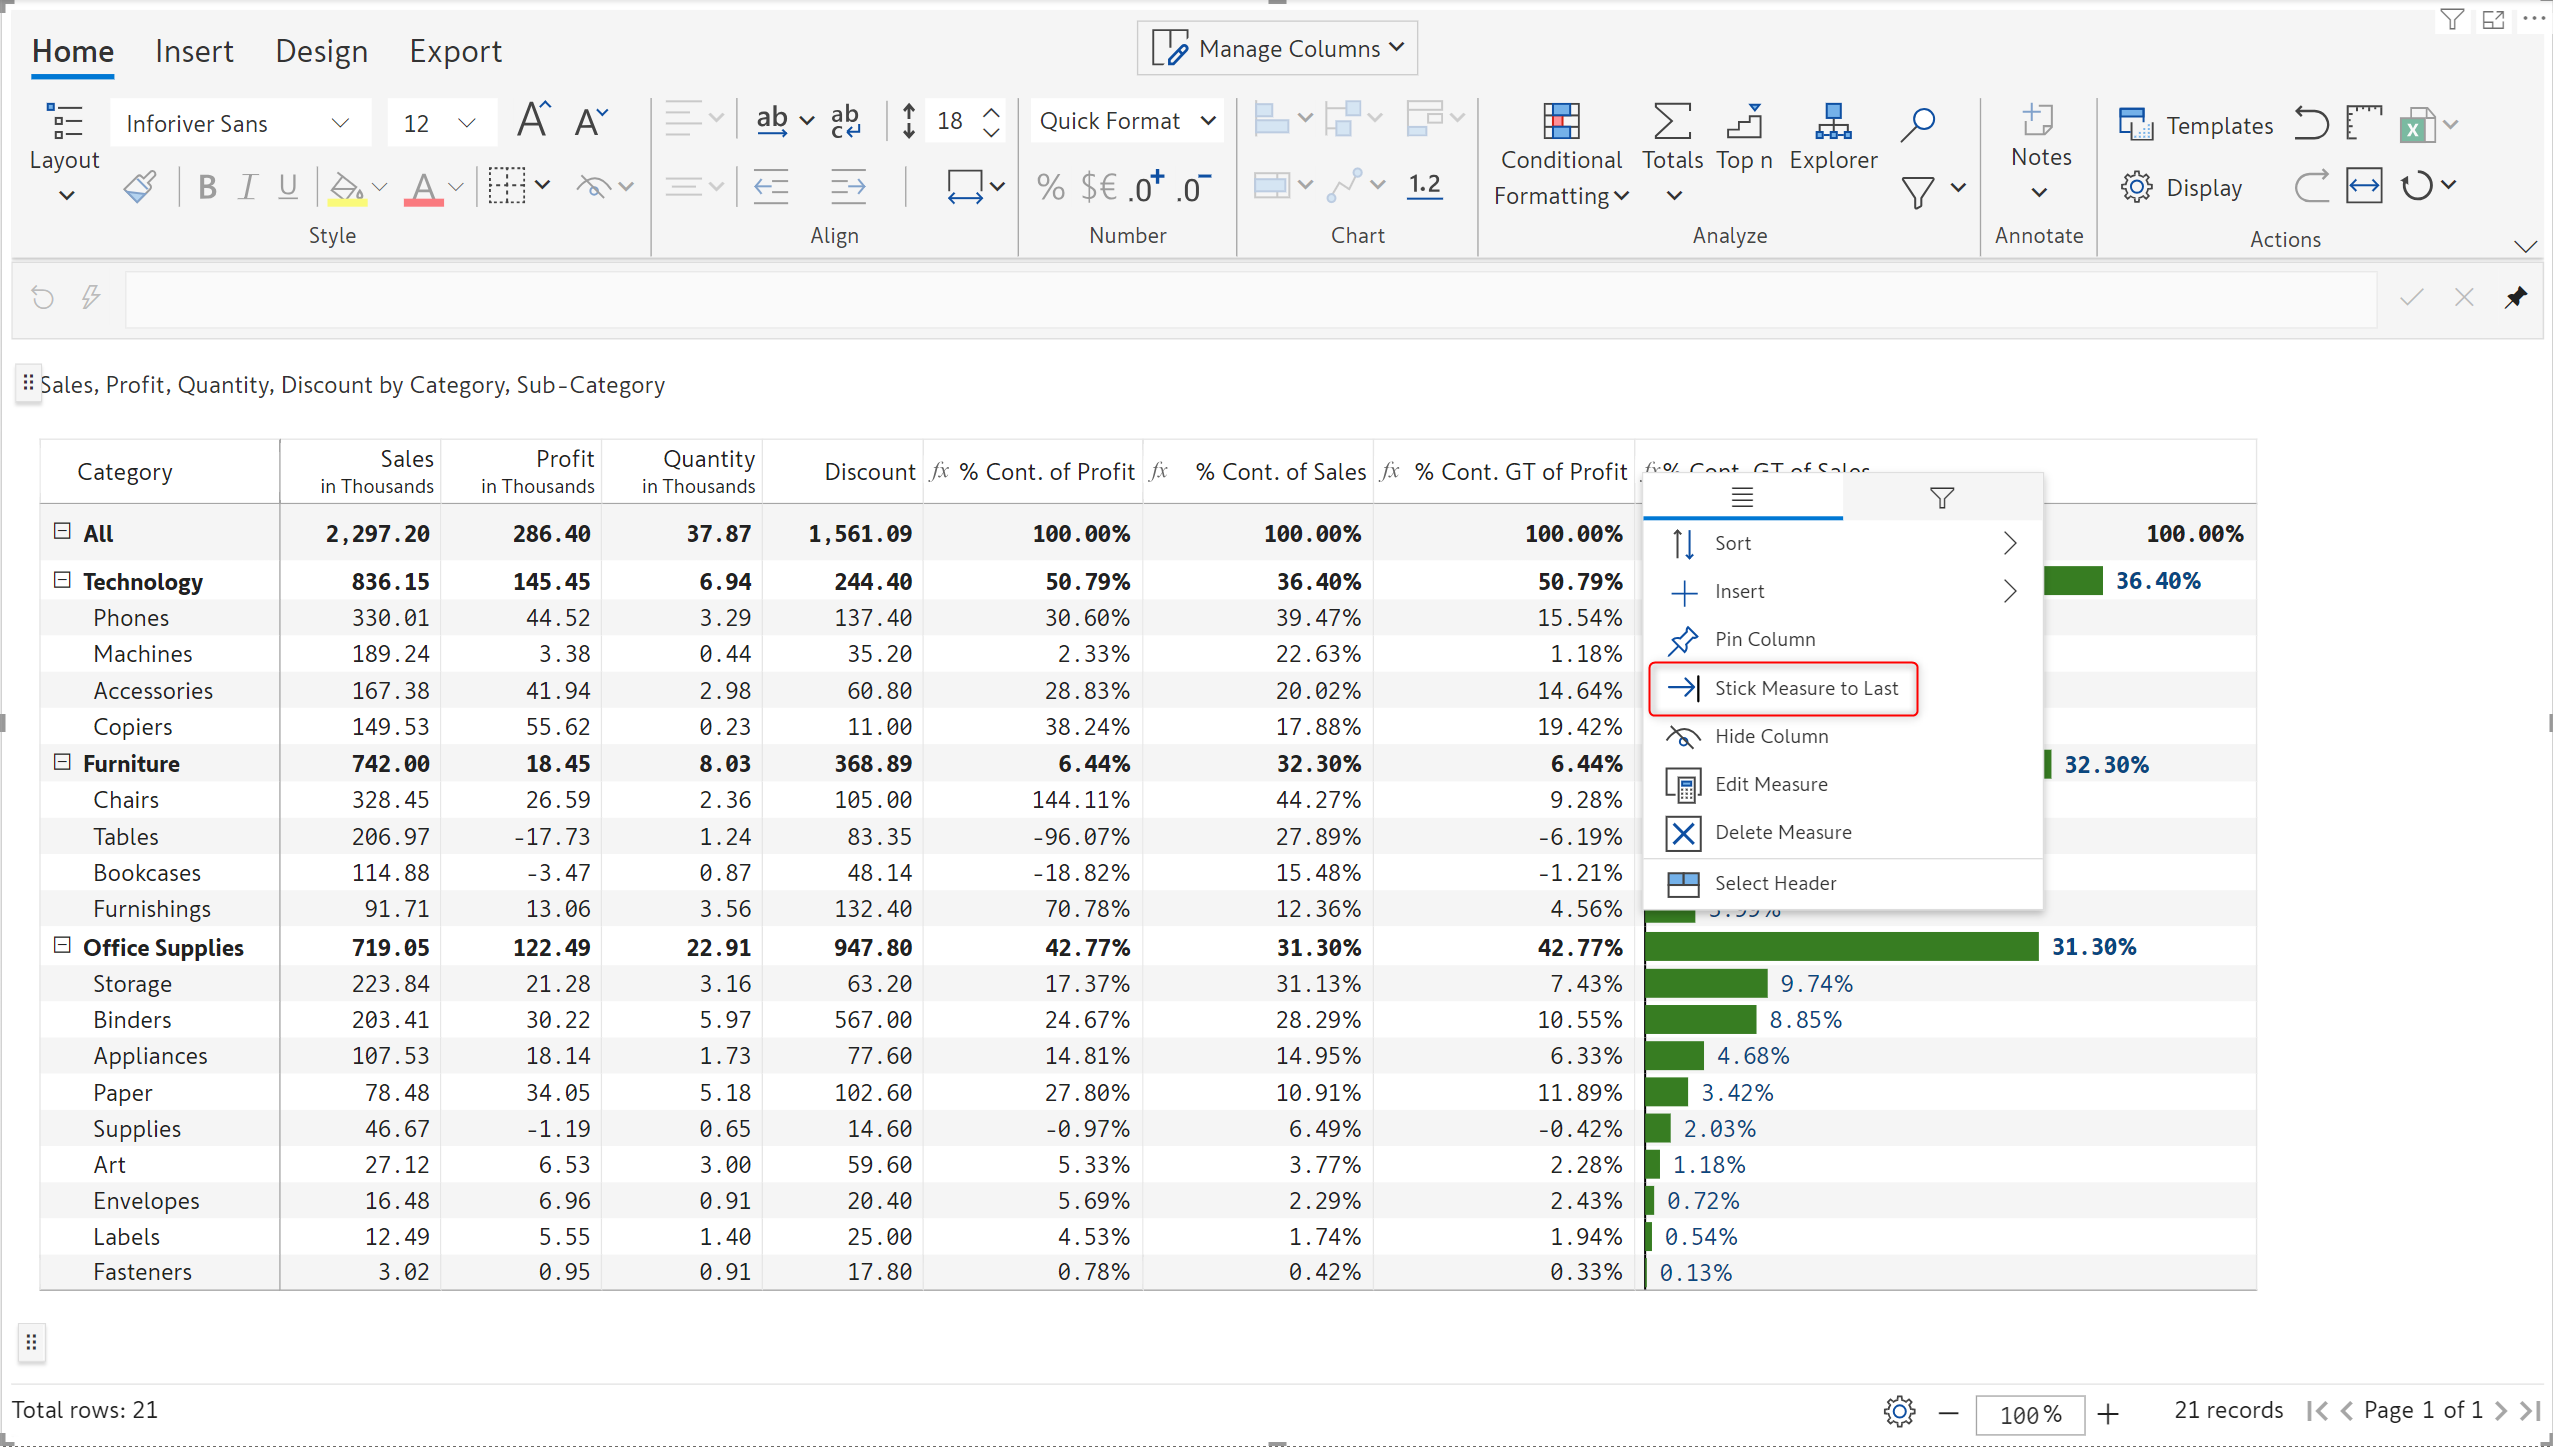 Home Insert Design Export
Manage Columns
Layout
Inforiver Sans 12 A A
B I U A
Style
ab ab c 18
Align
Quick Format
% $€ .0+ .0-
Number
1.2
Chart
Conditional Formatting
Totals
Top n
Explorer
Analyze
Notes
Annotate
Templates X
Display
Actions
Sales, Profit, Quantity, Discount by Category, Sub-Category
Category Sales in Thousands Profit in Thousands Quantity in Thousands Discount fx % Cont. of Profit fx % Cont. of Sales fx % Cont. GT of Profit fx % Cont. GT of Sales
All 2,297.20 286.40 37.87 1,561.09 100.00% 100.00% 100.00% 100.00%
Technology 836.15 145.45 6.94 244.40 50.79% 36.40% 50.79% 36.40%
Phones 330.01 44.52 3.29 137.40 30.60% 39.47% 15.54%
Machines 189.24 3.38 0.44 35.20 2.33% 22.63% 1.18%
Accessories 167.38 41.94 2.98 60.80 28.83% 20.02% 14.64%
Copiers 149.53 55.62 0.23 11.00 38.24% 17.88% 19.42%
Furniture 742.00 18.45 8.03 368.89 6.44% 32.30% 6.44% 32.30%
Chairs 328.45 26.59 2.36 105.00 144.11% 44.27% 9.28%
Tables 206.97 -17.73 1.24 83.35 -96.07% 27.89% -6.19%
Bookcases 114.88 -3.47 0.87 48.14 -18.82% 15.48% -1.21%
Furnishings 91.71 13.06 3.56 132.40 70.78% 12.36% 4.56%
Office Supplies 719.05 122.49 22.91 947.80 42.77% 31.30% 42.77% 31.30%
Storage 223.84 21.28 3.16 63.20 17.37% 31.13% 7.43% 9.74%
Binders 203.41 30.22 5.97 567.00 24.67% 28.29% 10.55% 8.85%
Appliances 107.53 18.14 1.73 77.60 14.81% 14.95% 6.33% 4.68%
Paper 78.48 34.05 5.18 102.60 27.80% 10.91% 11.89% 3.42%
Supplies 46.67 -1.19 0.65 14.60 -0.97% 6.49% -0.42% 2.03%
Art 27.12 6.53 3.00 59.60 5.33% 3.77% 2.28% 1.18%
Envelopes 16.48 6.96 0.91 20.40 5.69% 2.29% 2.43% 0.72%
Labels 12.49 5.55 1.40 25.00 4.53% 1.74% 1.94% 0.54%
Fasteners 3.02 0.95 0.91 17.80 0.78% 0.42% 0.33% 0.13%
Sort
Insert
Pin Column
Stick Measure to Last
Hide Column
Edit Measure
Delete Measure
Select Header
Total rows: 21
100% 21 records Page 1 of 1